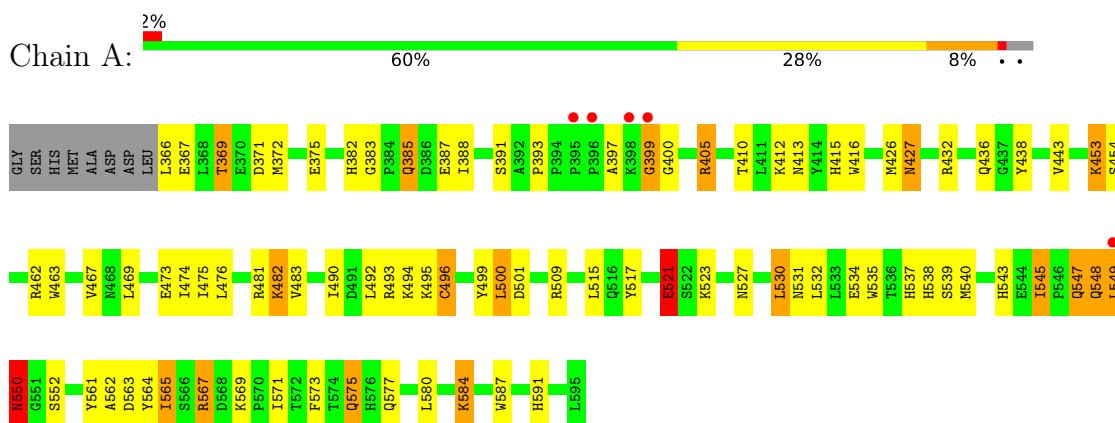 2%
Chain A:
60% 28% 8% • •
GLY SER HIS MET ALA ASP ASP LEU L366 E367 L368 T369 E370 D371 M372 E375 H382 G383 P384 Q385 D386 E387 I388 S391 A392 P393 P394 P395 P396 A397 K398 G399 G400 R405 T410 L411 K412 N413 Y414 H415 W416 M426 N427 R432 Q436 G437 Y438 V443 K453 S454
R462 W463 V467 N468 L469 E473 I474 I475 L476 R481 K482 V483 I490 D491 L492 R493 K494 K495 C496 Y499 L500 D501 R509 L515 Q516 Y517 E521 S522 K523 N527 L530 N531 L532 L533 E534 W535 T536 H537 H538 S539 M540 H543 E544 I545 P546 Q547 Q548 L549
N550 G551 S552 Y561 A562 D563 Y564 I565 S566 R567 D568 K569 P570 I571 T572 F573 T574 Q575 H576 Q577 L580 K584 W587 H591 L595